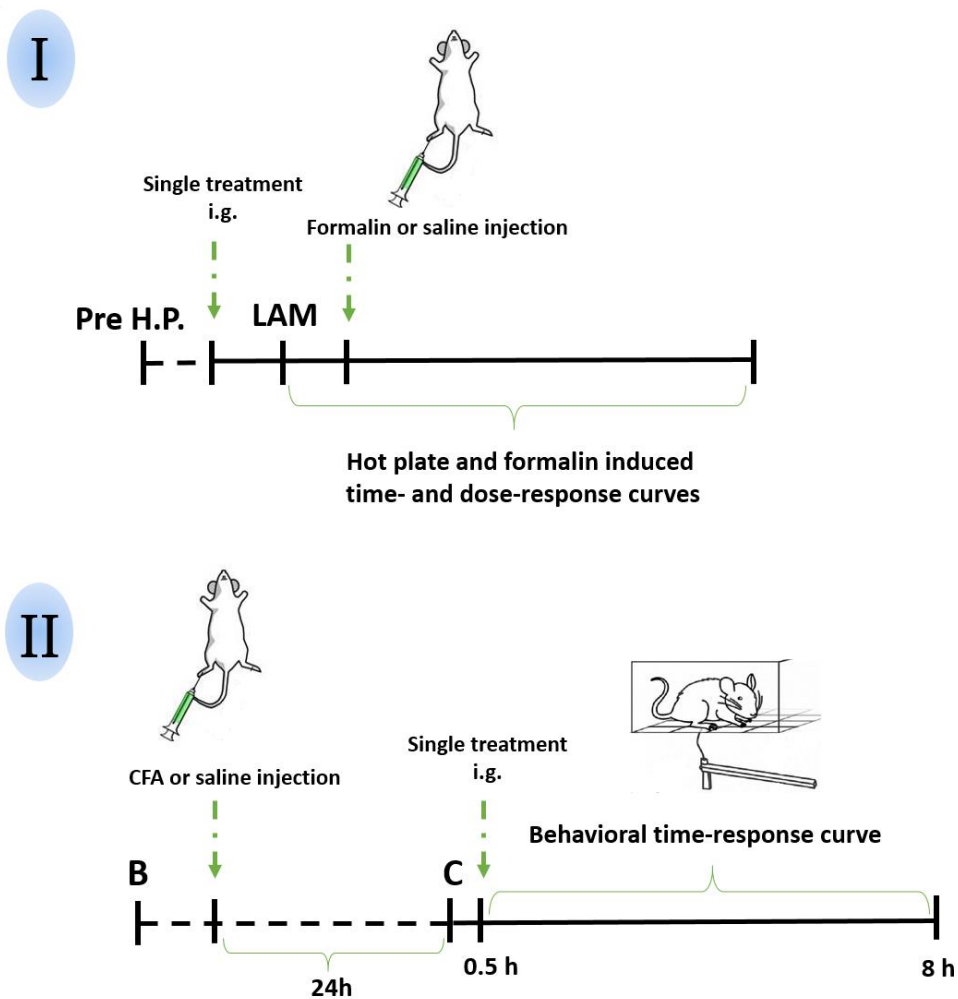 I
Single treatment
i.g.
Formalin or saline injection
Pre H.P.
LAM
Hot plate and formalin induced
time- and dose-response curves
II
CFA or saline injection
Single treatment
i.g.
Behavioral time-response curve
B
C
24h
0.5 h
8 h